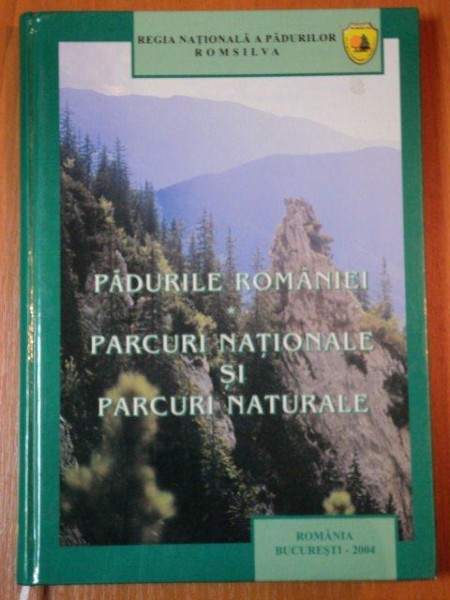 REGIA NAȚIONALĂ A PĂDURILOR
ROMSILVA
PĂDURILE ROMÂNIEI
*
PARCURI NAȚIONALE
ȘI
PARCURI NATURALE
ROMÂNIA
BUCUREȘTI - 2004